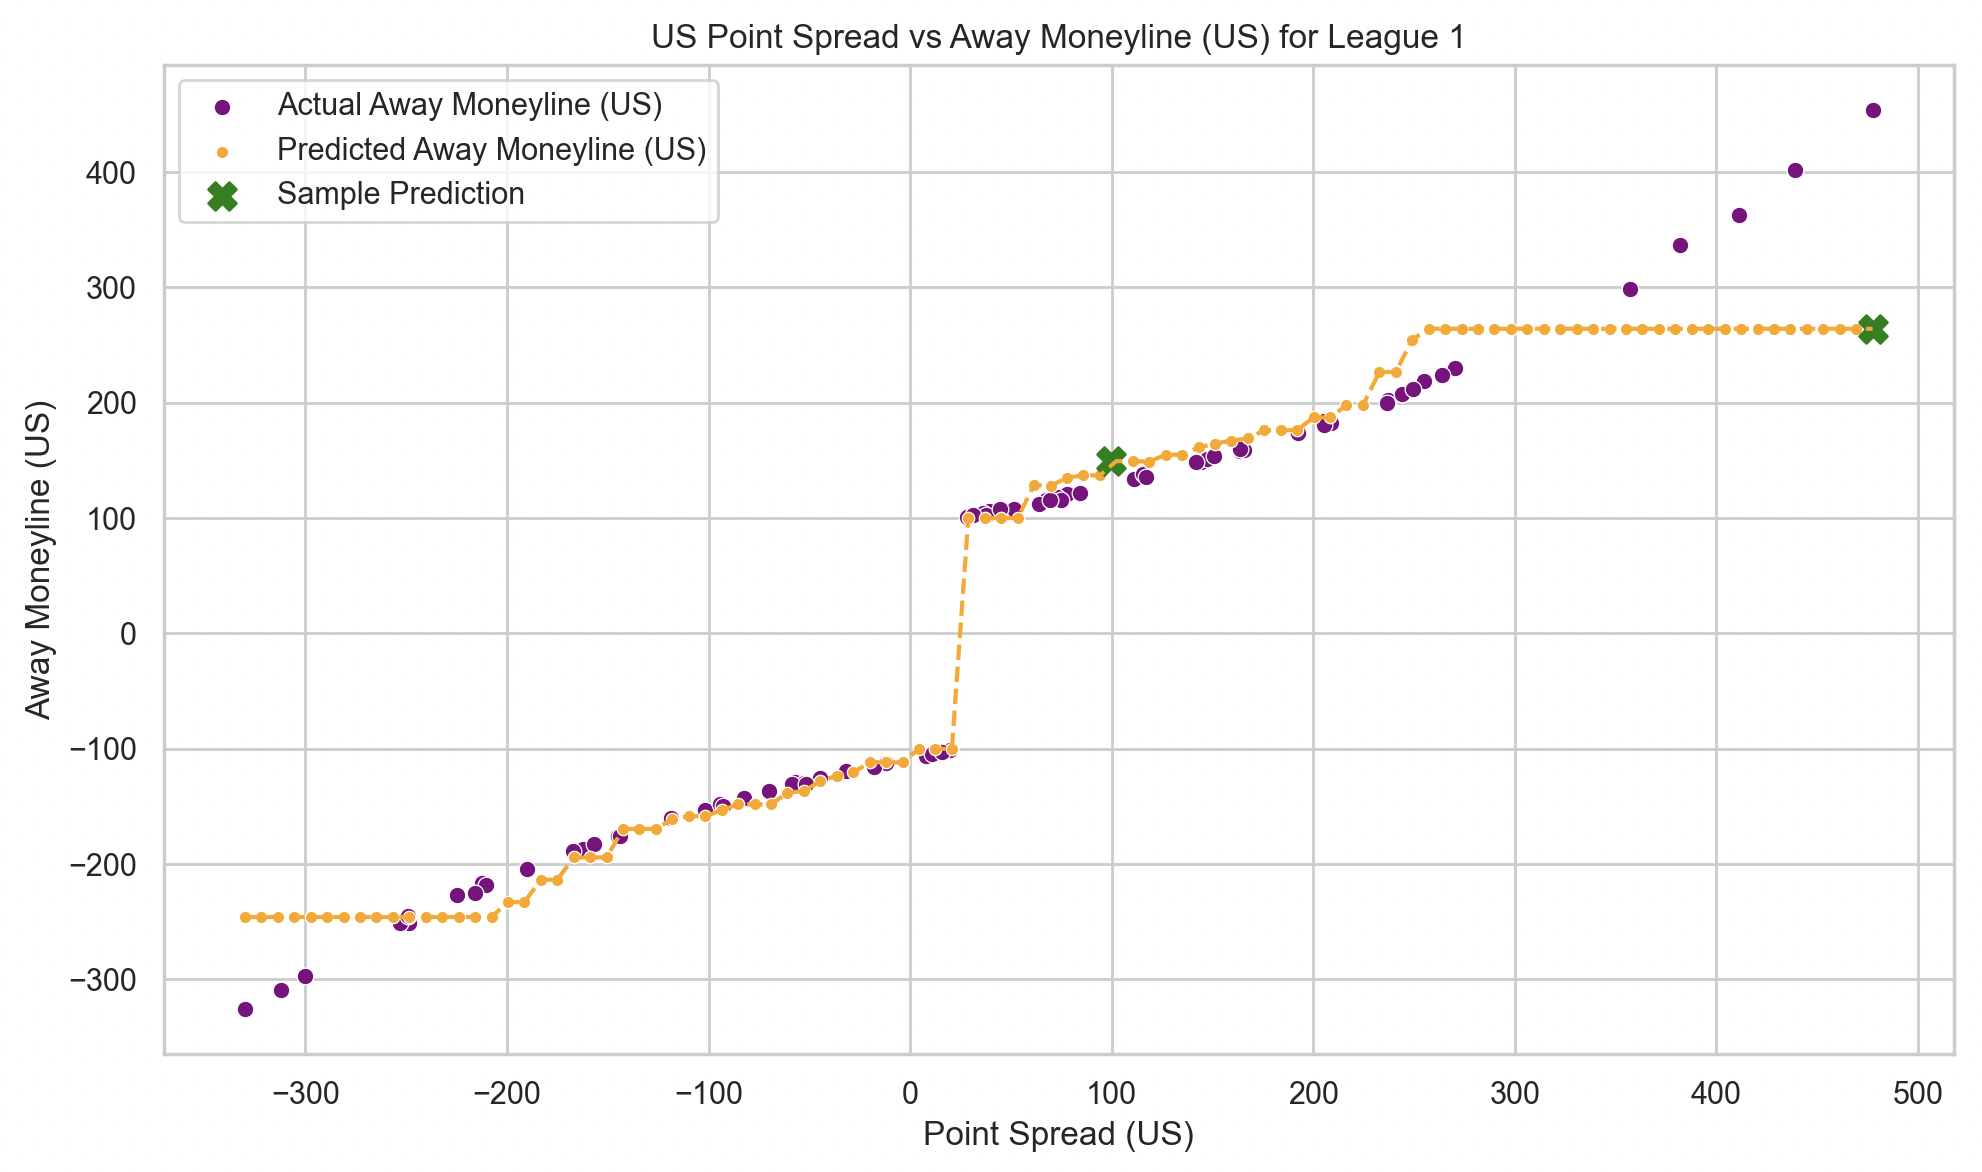 US Point Spread vs Away Moneyline (US) for League 1
Actual Away Moneyline (US)
Predicted Away Moneyline (US)
Sample Prediction
Away Moneyline (US)
400
300
200
100
0
−100
−200
−300
−300
−200
−100
0
100
200
300
400
500
Point Spread (US)